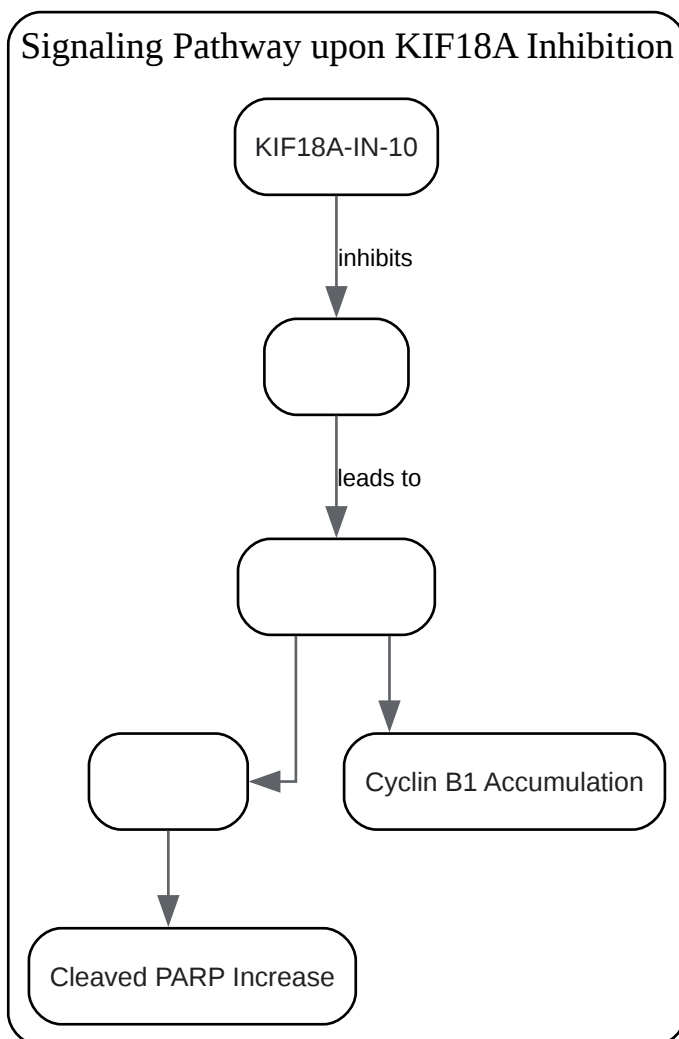 Signaling Pathway upon KIF18A Inhibition
KIF18A-IN-10
inhibits
leads to
Cyclin B1 Accumulation
Cleaved PARP Increase